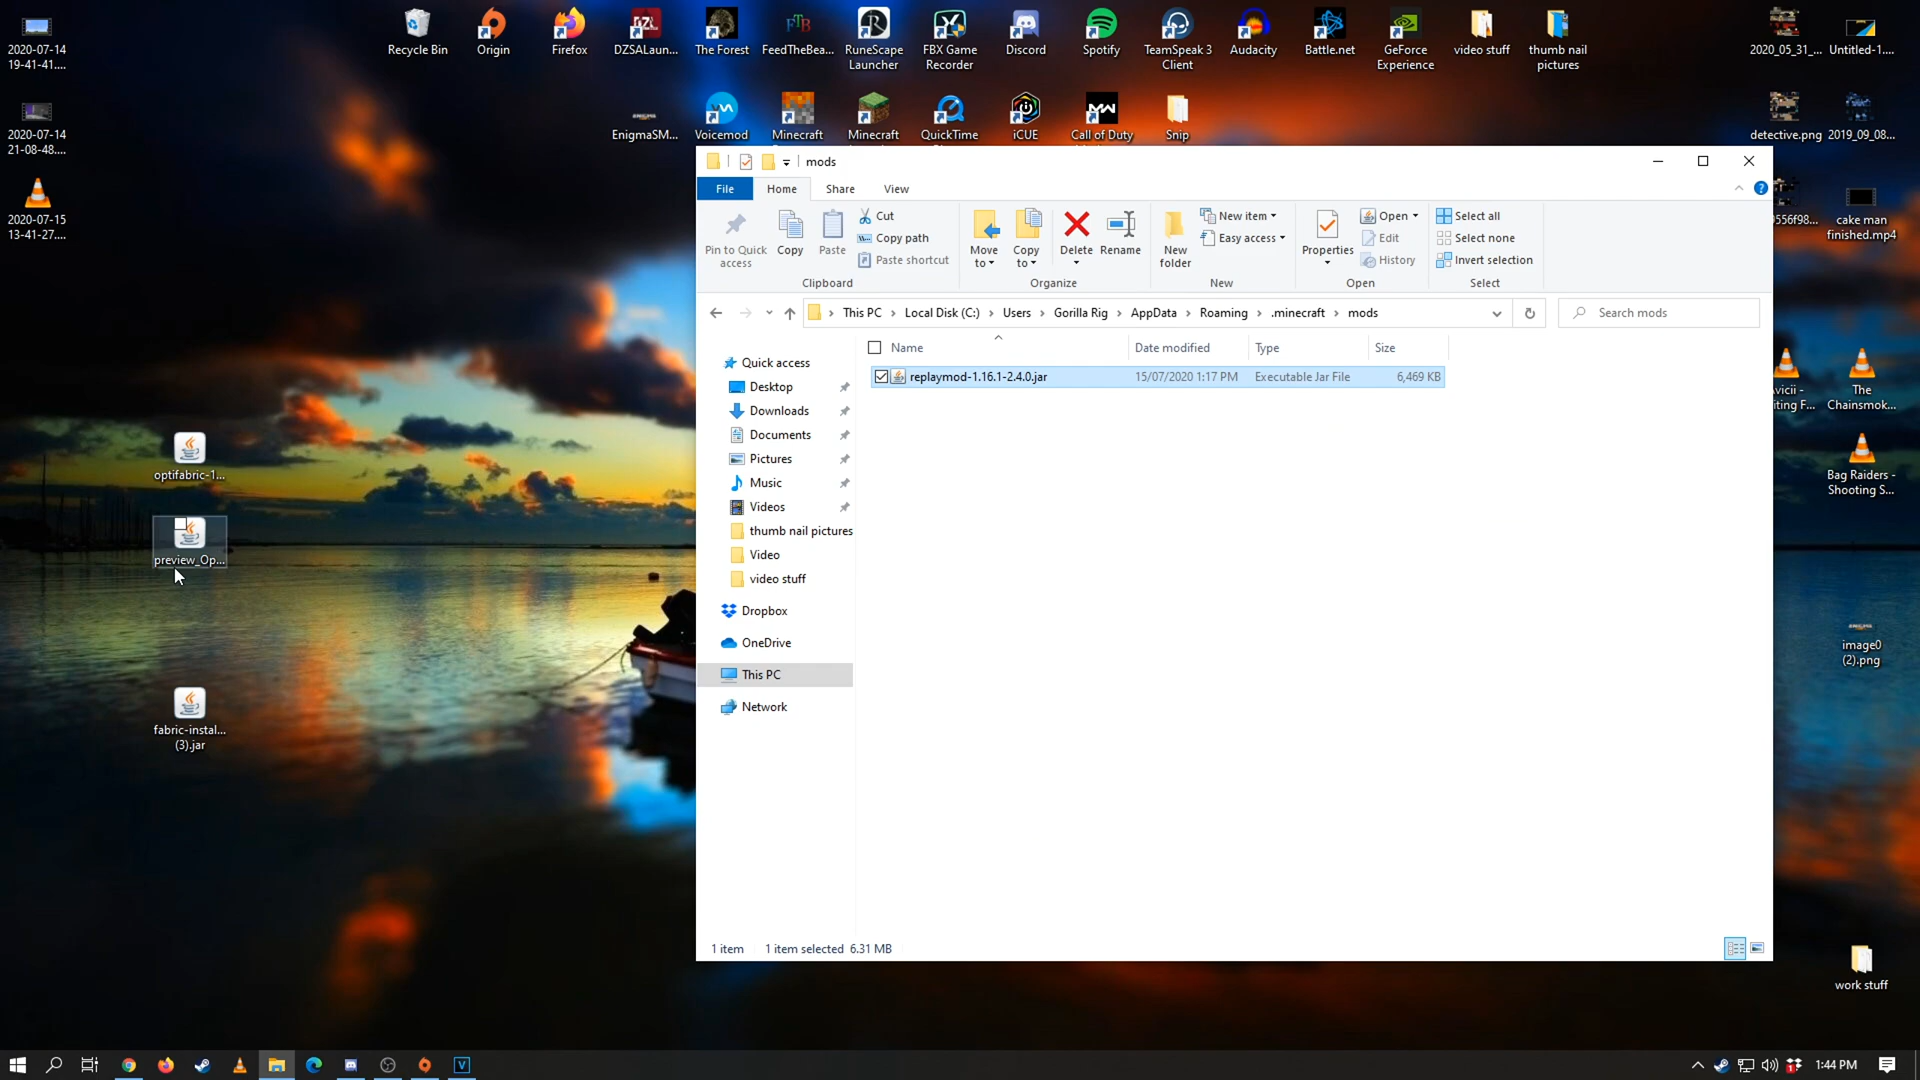 2020-07-14
19-41-41....
2020-07-14
21-08-48....
2020-07-15
13-41-27....
Recycle Bin
Origin
Firefox
DZSALaun...
The Forest
FeedTheBea...
RuneScape
Launcher
FBX Game
Recorder
Discord
Spotify
TeamSpeak 3
Client
Audacity
Battle.net
GeForce
Experience
video stuff
thumb nail
pictures
2020_05_31_...
Untitled-1....
EnigmaSM...
Voicemod
Minecraft
Minecraft
QuickTime
iCUE
Call of Duty
Snip
detective.png
2019_09_08...
mods
File
Home
Share
View
Pin to Quick
access
Copy
Paste
Cut
Copy path
Paste shortcut
Clipboard
Move
to
Copy
to
Delete
Rename
Organize
New
folder
New item
Easy access
New
Properties
Open
Edit
History
Open
Select all
Select none
Invert selection
Select
9556f98...
cake man
finished.mp4
This PC
Local Disk (C:)
Users
Gorilla Rig
AppData
Roaming
.minecraft
mods
Search mods
Name
Date modified
Type
Size
replaymod-1.16.1-2.4.0.jar
15/07/2020 1:17 PM
Executable Jar File
6,469 KB
Quick access
Desktop
Downloads
Documents
Pictures
Music
Videos
thumb nail pictures
Video
video stuff
Dropbox
OneDrive
This PC
Network
1 item
1 item selected 6.31 MB
optifabric-1...
preview_Op...
fabric-instal...
(3).jar
vicii -
iting F...
The
Chainsmok...
Bag Raiders -
Shooting S...
image0
(2).png
work stuff
1:44 PM